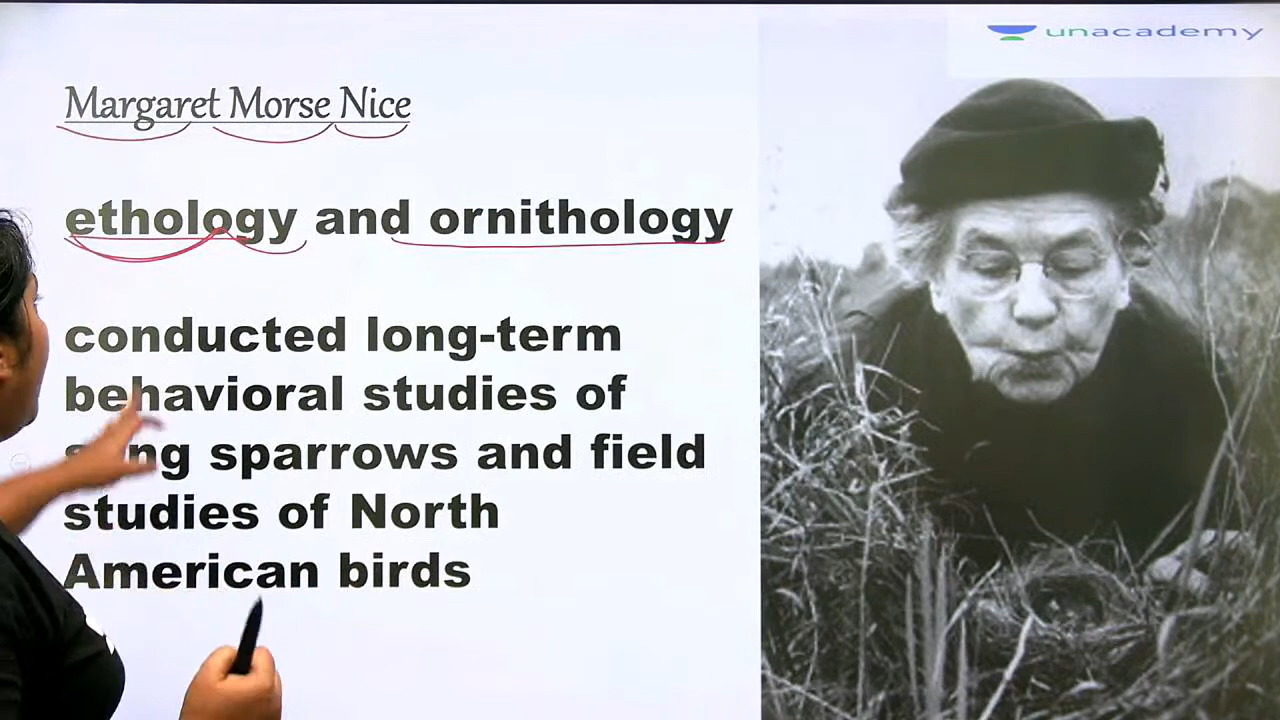 unacademy
Margaret Morse Nice
ethology and ornithology
conducted long-term
behavioral studies of
song sparrows and field
studies of North
American birds